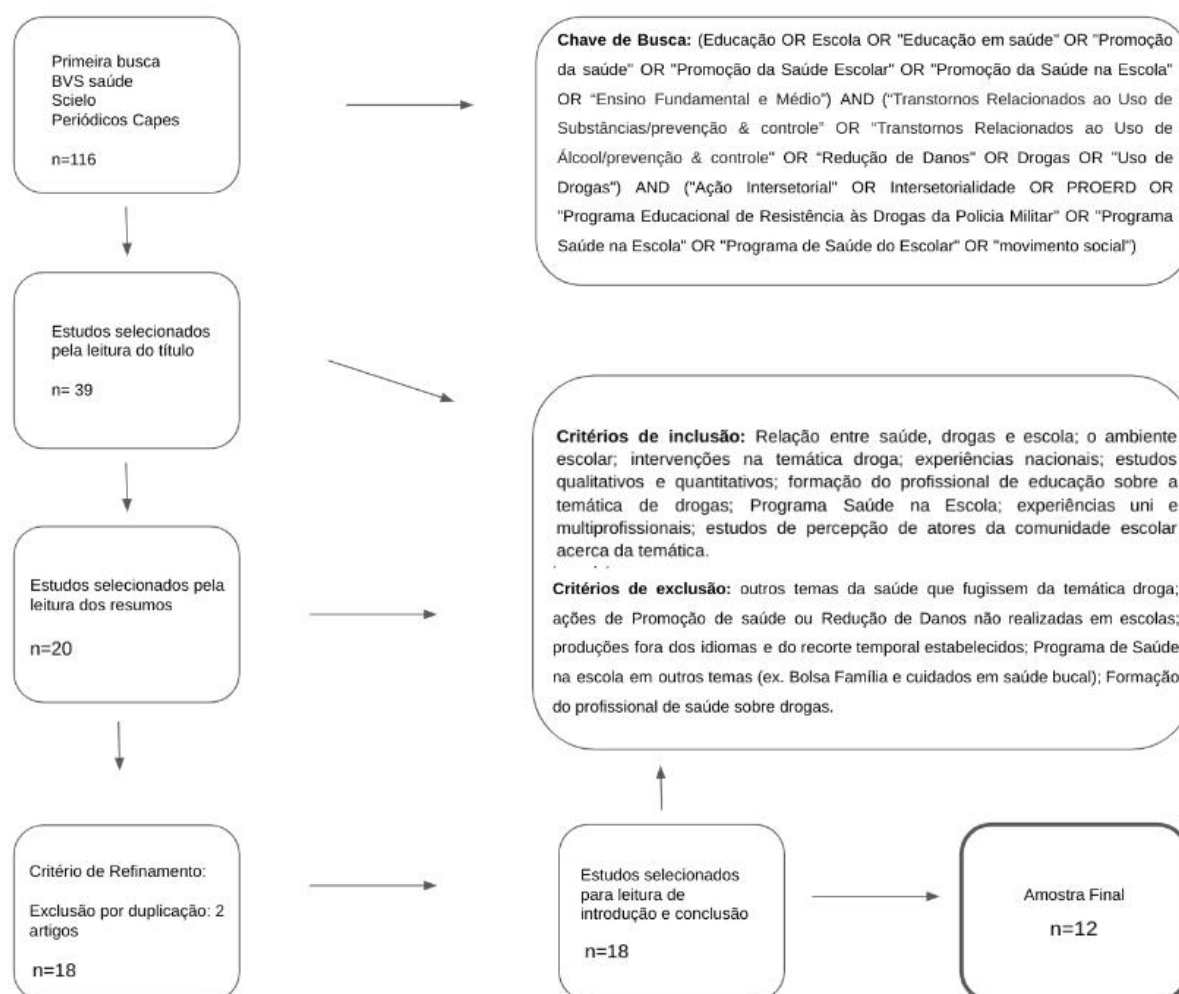 Primeira busca
BVS saúde
Scielo
Periódicos Capes
n=116
Chave de Busca: (Educação OR Escola OR "Educação em saúde" OR "Promoção
da saúde" OR "Promoção da Saúde Escolar" OR "Promoção da Saúde na Escola"
OR “Ensino Fundamental e Médio”) AND (“Transtornos Relacionados ao Uso de
Substâncias/prevenção & controle” OR "Transtornos Relacionados ao Uso de
Álcool/prevenção & controle" OR “Redução de Danos” OR Drogas OR "Uso de
Drogas") AND ("Ação Intersetorial" OR Intersetorialidade OR PROERD OR
"Programa Educacional de Resistência às Drogas da Policia Militar" OR "Programa
Saúde na Escola" OR "Programa de Saúde do Escolar" OR "movimento social")
Estudos selecionados
pela leitura do título
n= 39
Critérios de inclusão: Relação entre saúde, drogas e escola; o ambiente
escolar; intervenções na temática droga; experiências nacionais; estudos
qualitativos e quantitativos; formação do profissional de educação sobre a
temática de drogas; Programa Saúde na Escola; experiências uni e
multiprofissionais; estudos de percepção de atores da comunidade escolar
acerca da temática.
Critérios de exclusão: outros temas da saúde que fugissem da temática droga;
ações de Promoção de saúde ou Redução de Danos não realizadas em escolas;
produções fora dos idiomas e do recorte temporal estabelecidos; Programa de Saúde
na escola em outros temas (ex. Bolsa Família e cuidados em saúde bucal); Formação
do profissional de saúde sobre drogas.
Estudos selecionados pela
leitura dos resumos
n=20
Critério de Refinamento:
Exclusão por duplicação: 2
artigos
n=18
Estudos selecionados
para leitura de
introdução e conclusão
n=18
Amostra Final
n=12